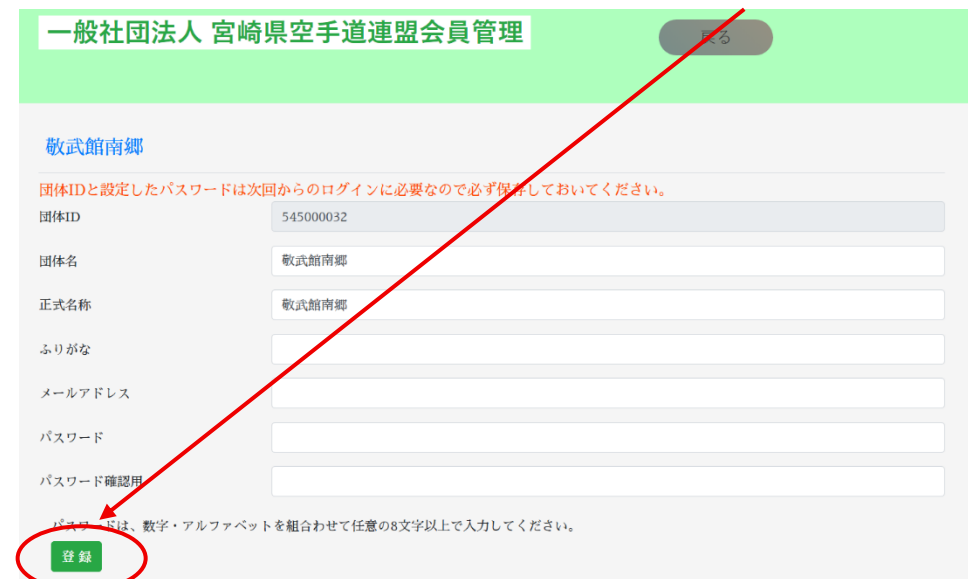 一般社団法人 宮崎県空手道連盟会員管理
戻る
敬武館南郷
団体IDと設定したパスワードは次回からのログインに必要なので必ず保存しておいてください。
団体ID 545000032
団体名 敬武館南郷
正式名称 敬武館南郷
ふりがな
メールアドレス
パスワード
パスワード確認用
パスワードは、数字・アルファベットを組合わせて任意の8文字以上で入力してください。
登録